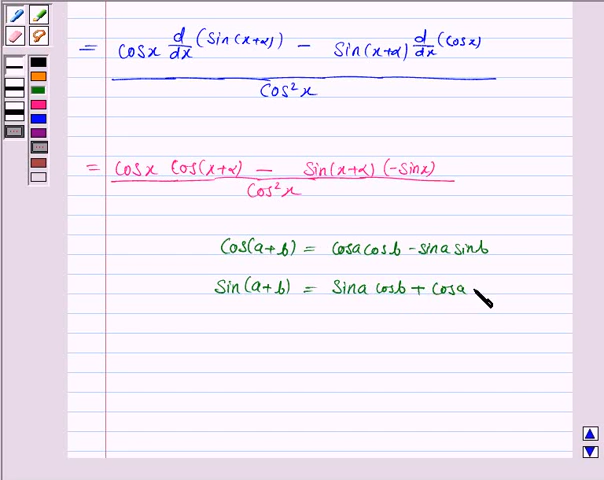 = cosx d/dx (sin(x+α)) - sin(x+α) d/dx (cosx)
cos²x
= cosx cos(x+α) - sin(x+α) (-sinx)
cos²x
cos(a+b) = cosa cosb - sina sinb
sin(a+b) = sina cosb + cosa